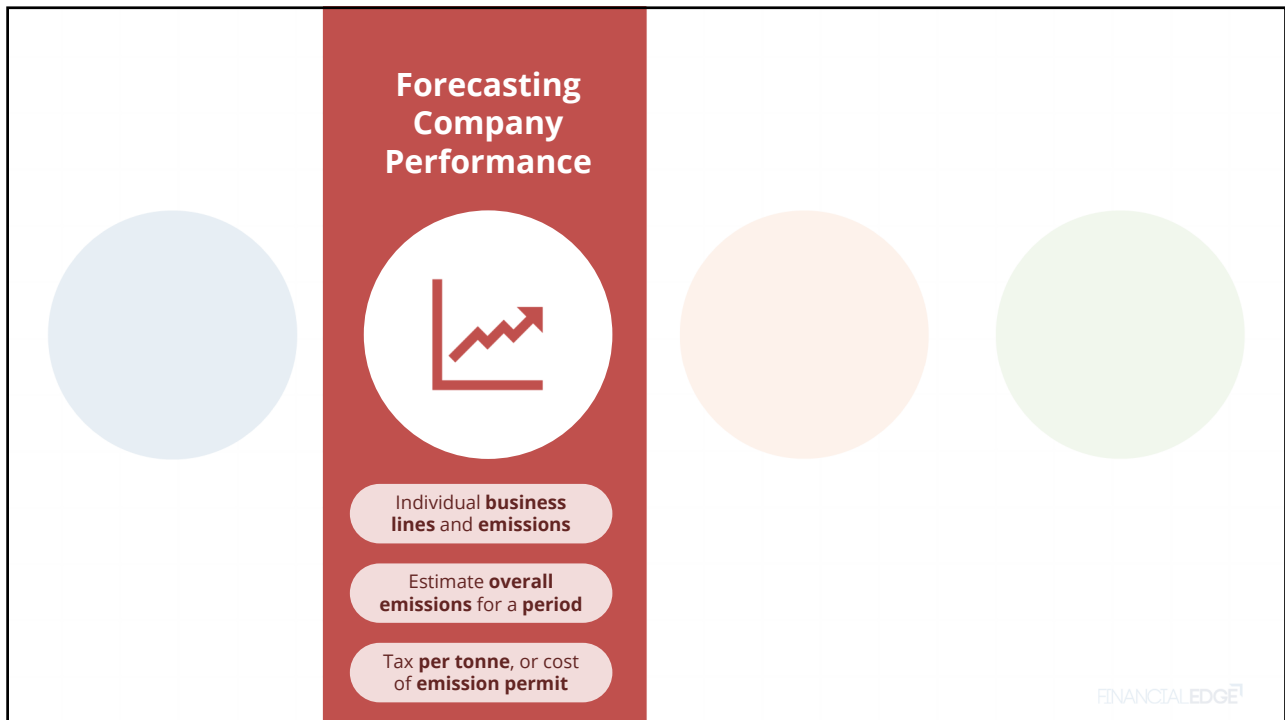 Forecasting
Company
Performance
Individual business
lines and emissions
Estimate overall
emissions for a period
Tax per tonne, or cost
of emission permit
FINANCIALEDGE